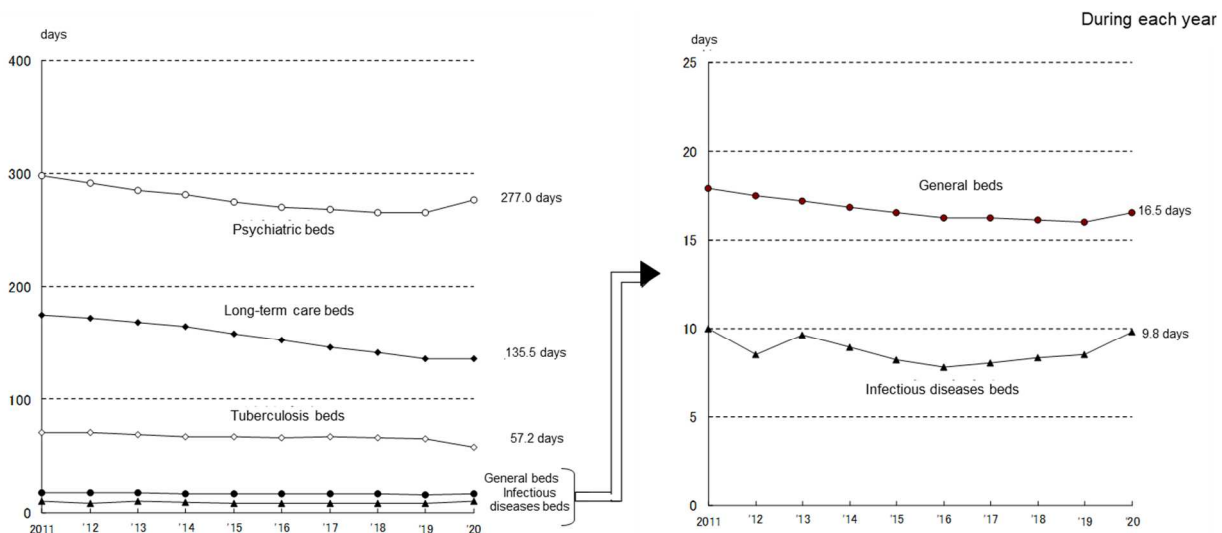 During each year
days
400
300
200
100
0
277.0 days
Psychiatric beds
Long-term care beds
135.5 days
Tuberculosis beds
57.2 days
General beds
Infectious
diseases beds
2011 '12 '13 '14 '15 '16 '17 '18 '19 '20
days
25
20
15
10
5
0
General beds
16.5 days
9.8 days
Infectious diseases beds
2011 '12 '13 '14 '15 '16 '17 '18 '19 '20